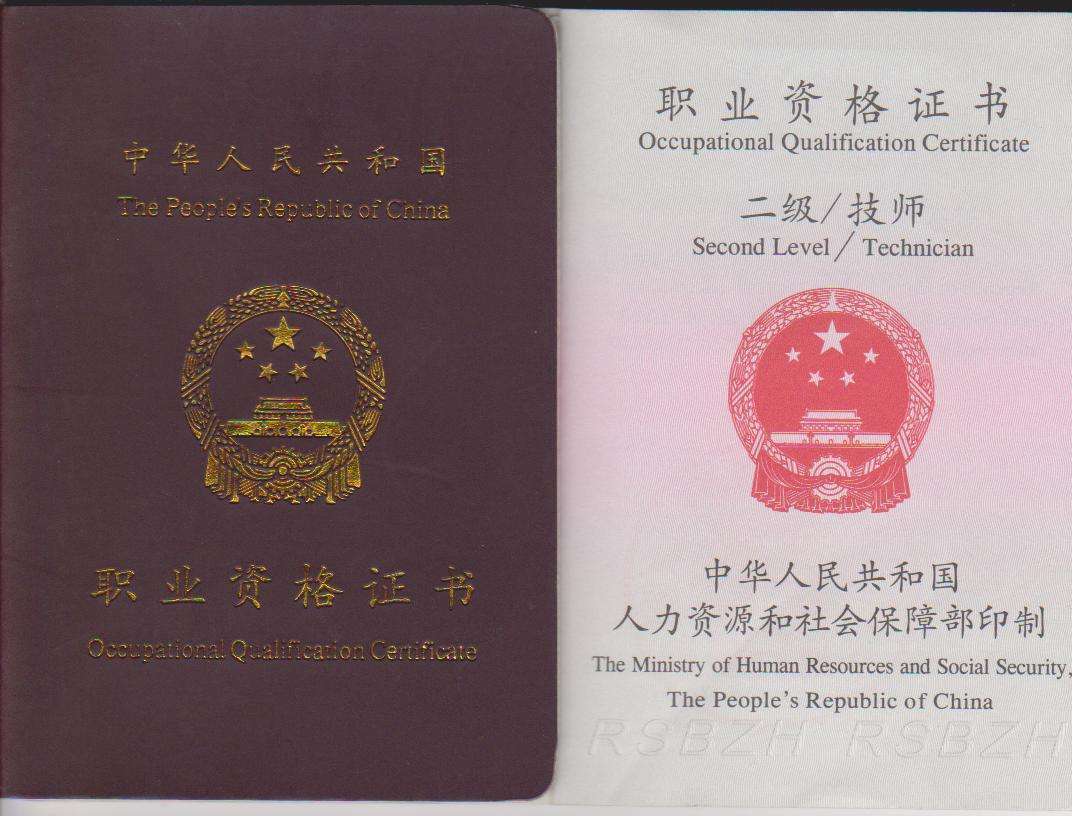 中华人民共和国
The People's Republic of China
职业资格证书
Occupational Qualification Certificate
职业资格证书
Occupational Qualification Certificate
二级/技师
Second Level/Technician
中华人民共和国
人力资源和社会保障部印制
The Ministry of Human Resources and Social Security,
The People's Republic of China
RSBZH RSBZH